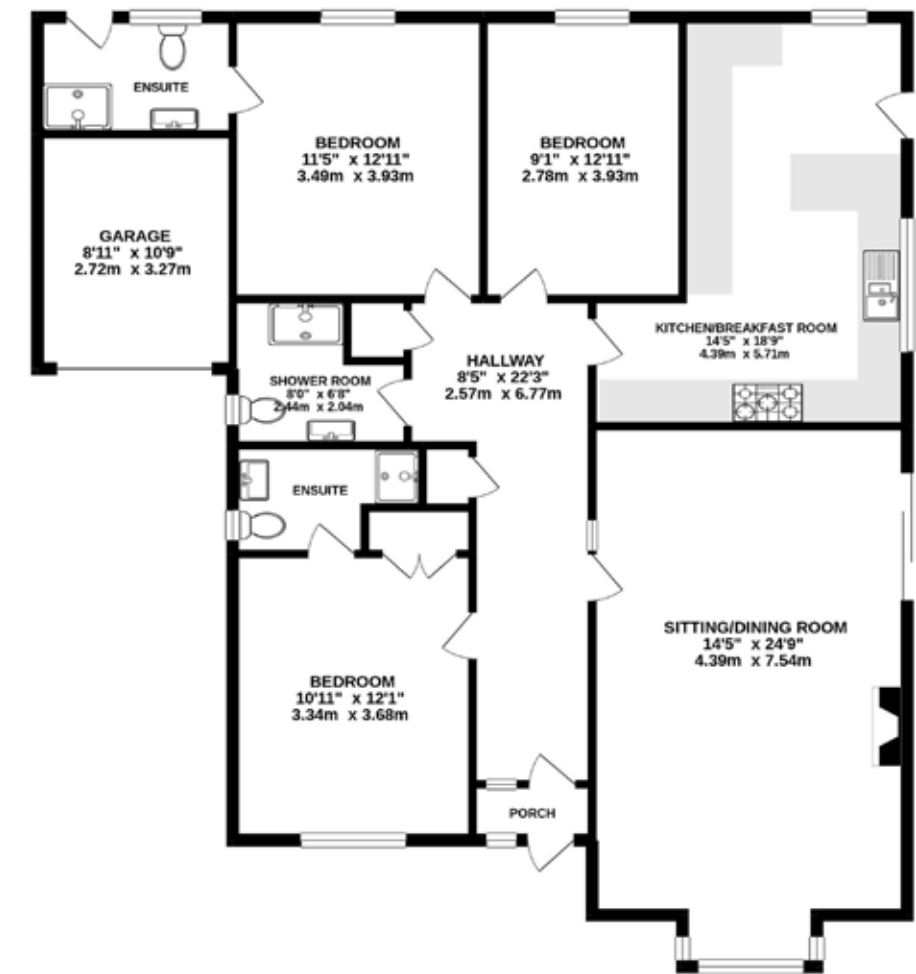 ENSUITE
BEDROOM
11'5" x 12'11"
3.49m x 3.93m
BEDROOM
9'1" x 12'11"
2.78m x 3.93m
GARAGE
8'11" x 10'9"
2.72m x 3.27m
KITCHEN/BREAKFAST ROOM
14'5" x 18'9"
4.39m x 5.71m
HALLWAY
8'5" x 22'3"
2.57m x 6.77m
SHOWER ROOM
8'0" x 6'8"
2.44m x 2.04m
ENSUITE
SITTING/DINING ROOM
14'5" x 24'9"
4.39m x 7.54m
BEDROOM
10'11" x 12'1"
3.34m x 3.68m
PORCH